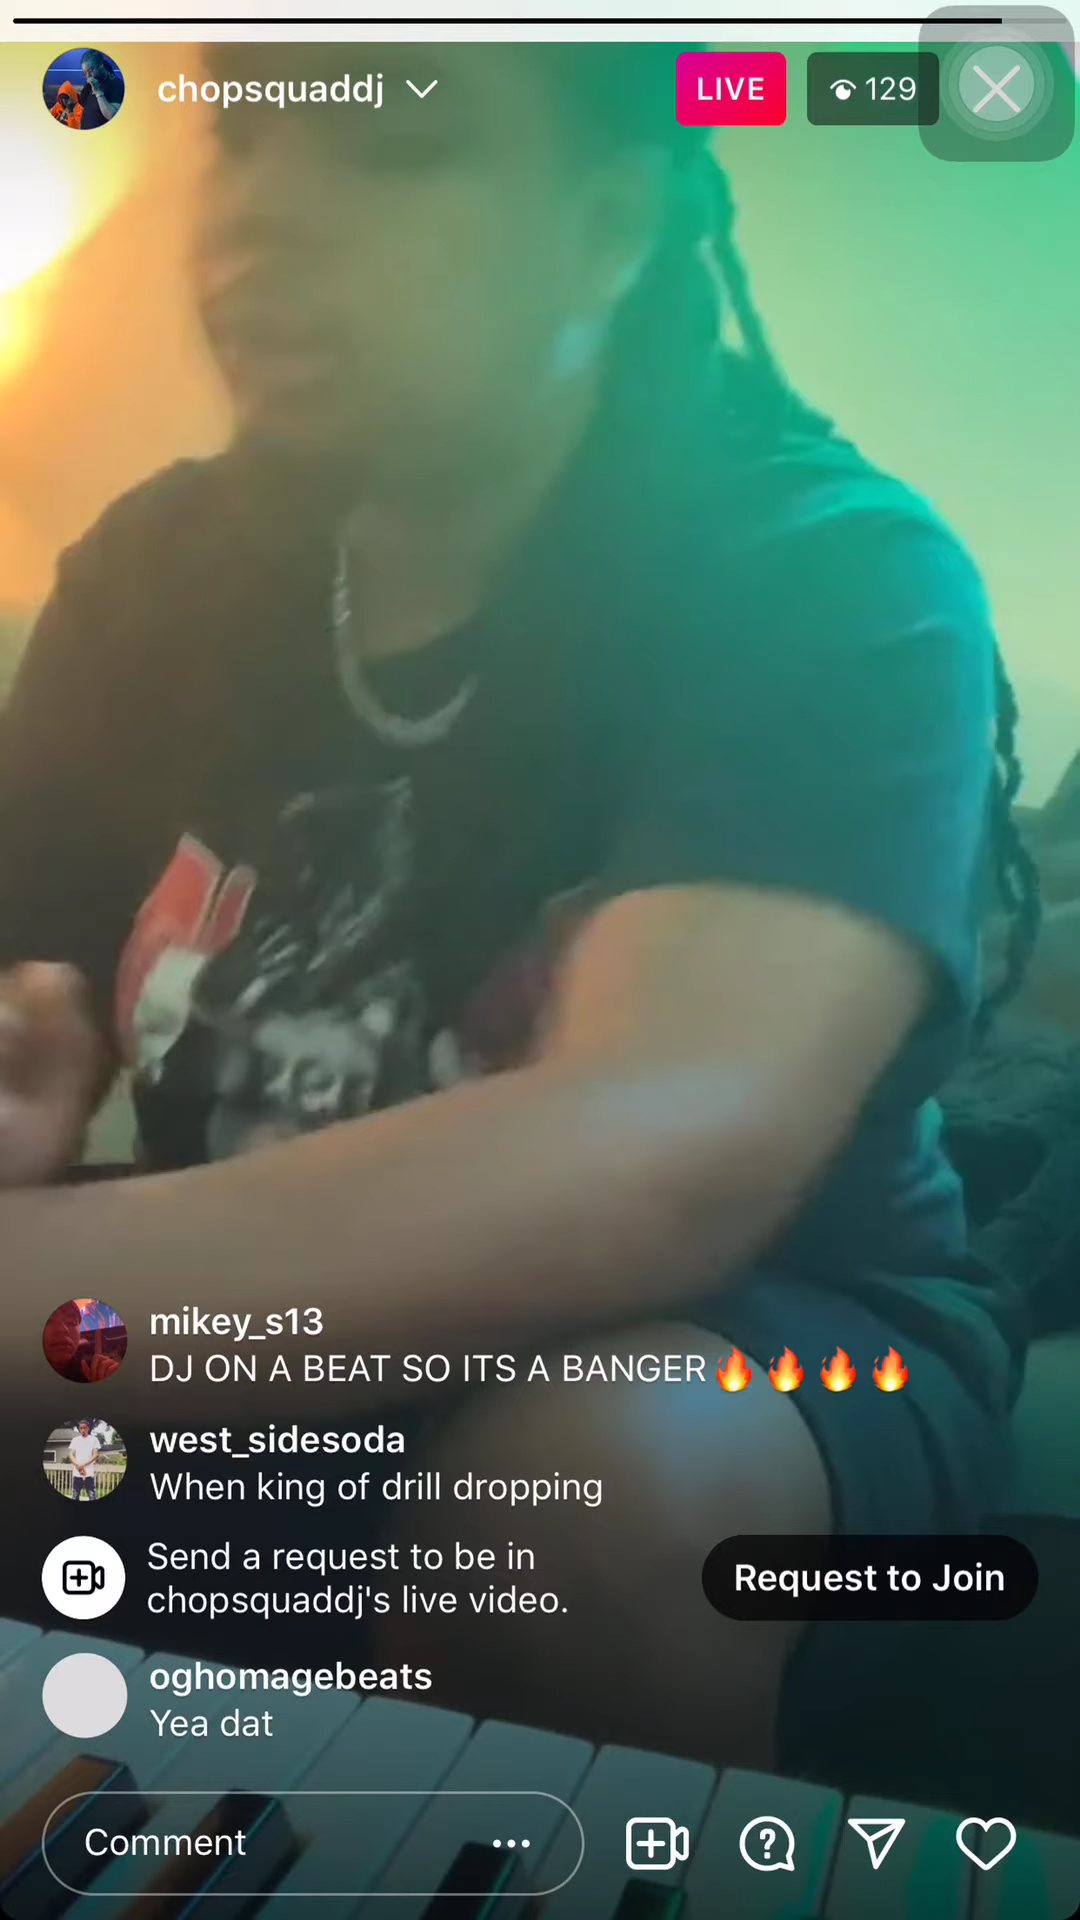 chopsquaddj
LIVE
129
mikey_s13
DJ ON A BEAT SO ITS A BANGER🔥🔥🔥🔥
west_sidesoda
When king of drill dropping
Send a request to be in
chopsquaddj's live video.
Request to Join
oghomagebeats
Yea dat
Comment